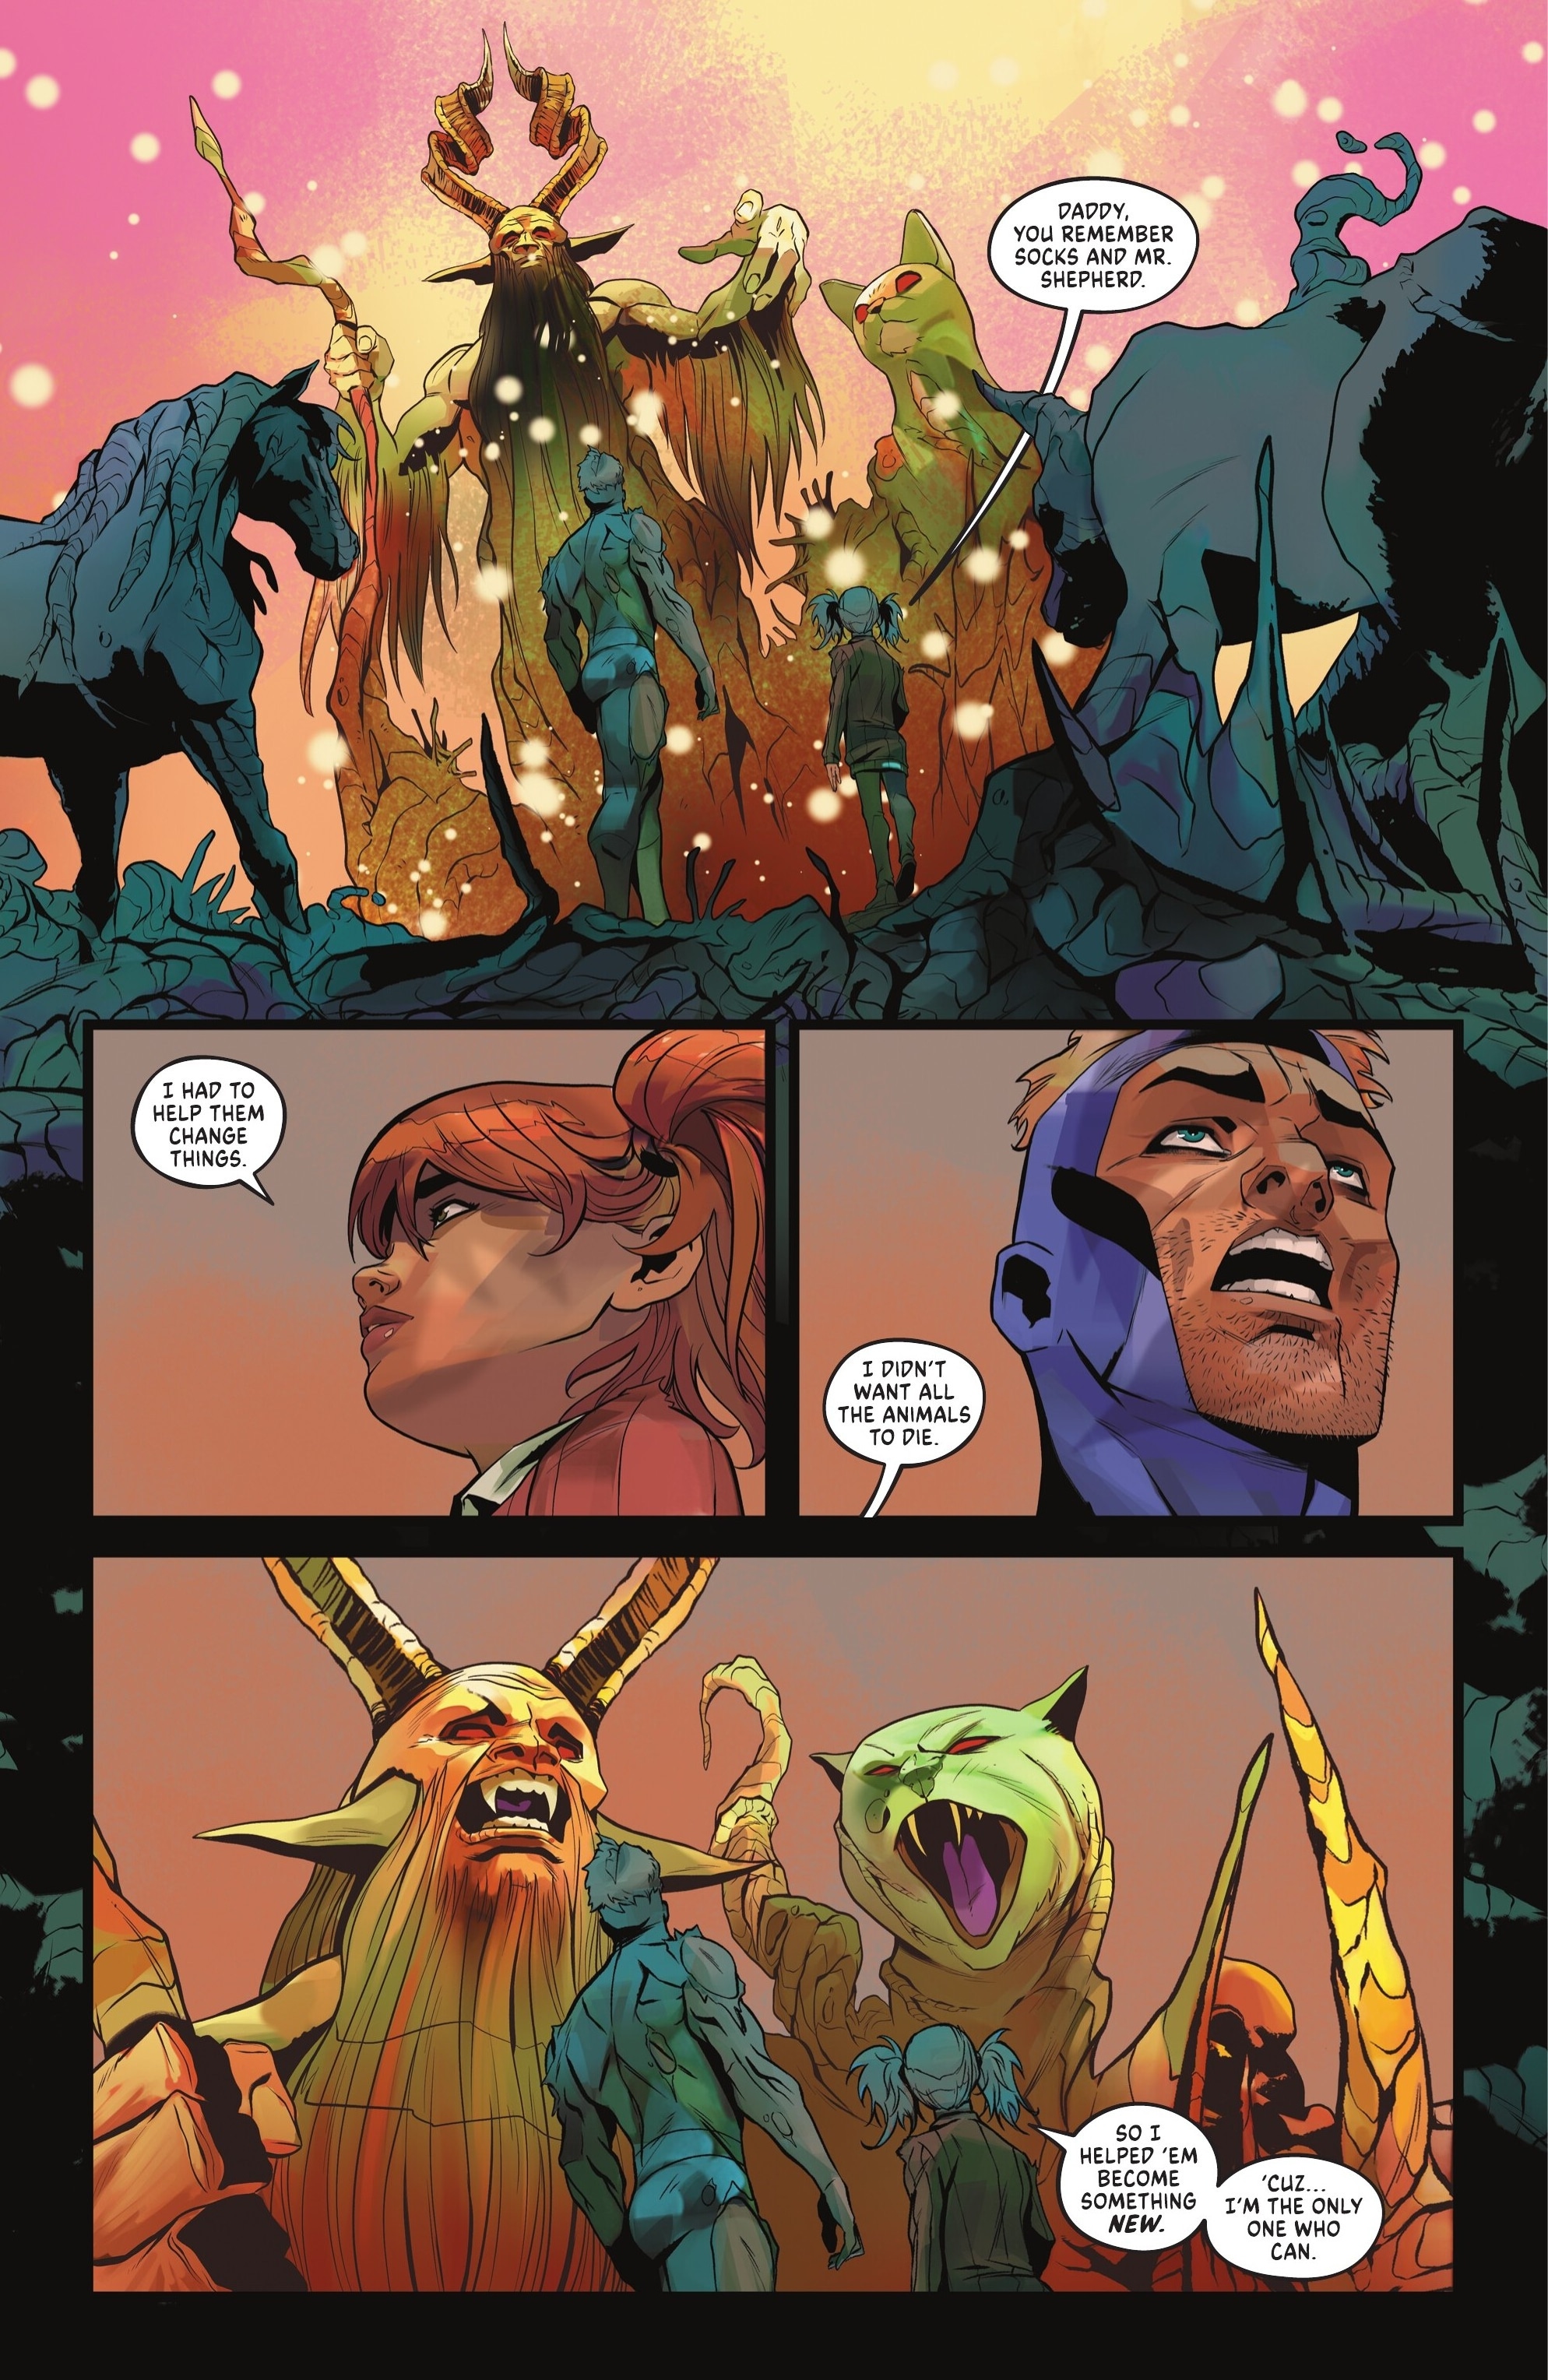 DADDY,
YOU REMEMBER
SOCKS AND MR.
SHEPHERD.
I HAD TO
HELP THEM
CHANGE
THINGS.
I DIDN'T
WANT ALL
THE ANIMALS
TO DIE.
SO I
HELPED 'EM
BECOME
SOMETHING
NEW.
'CUZ...
I'M THE ONLY
ONE WHO
CAN.